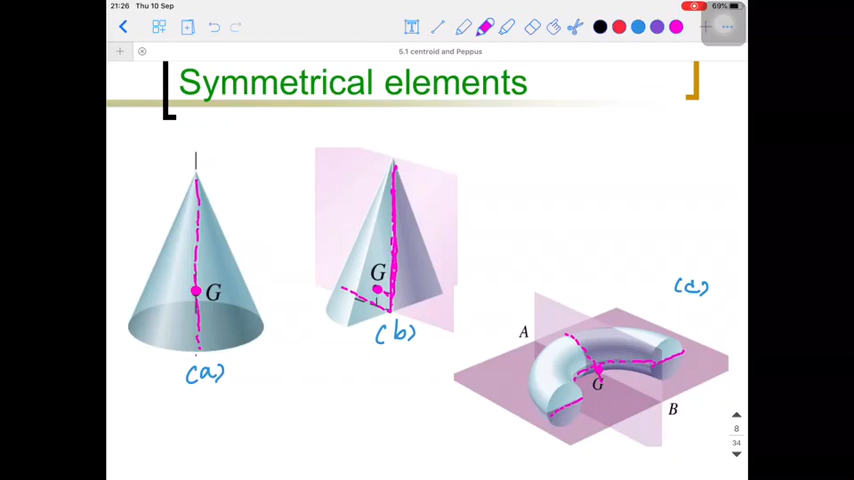 21:26 Thu 10 Sep
69%
T
5.1 centroid and Peppus
Symmetrical elements
G
(a)
G
(b)
(c)
A
G
B
8
34